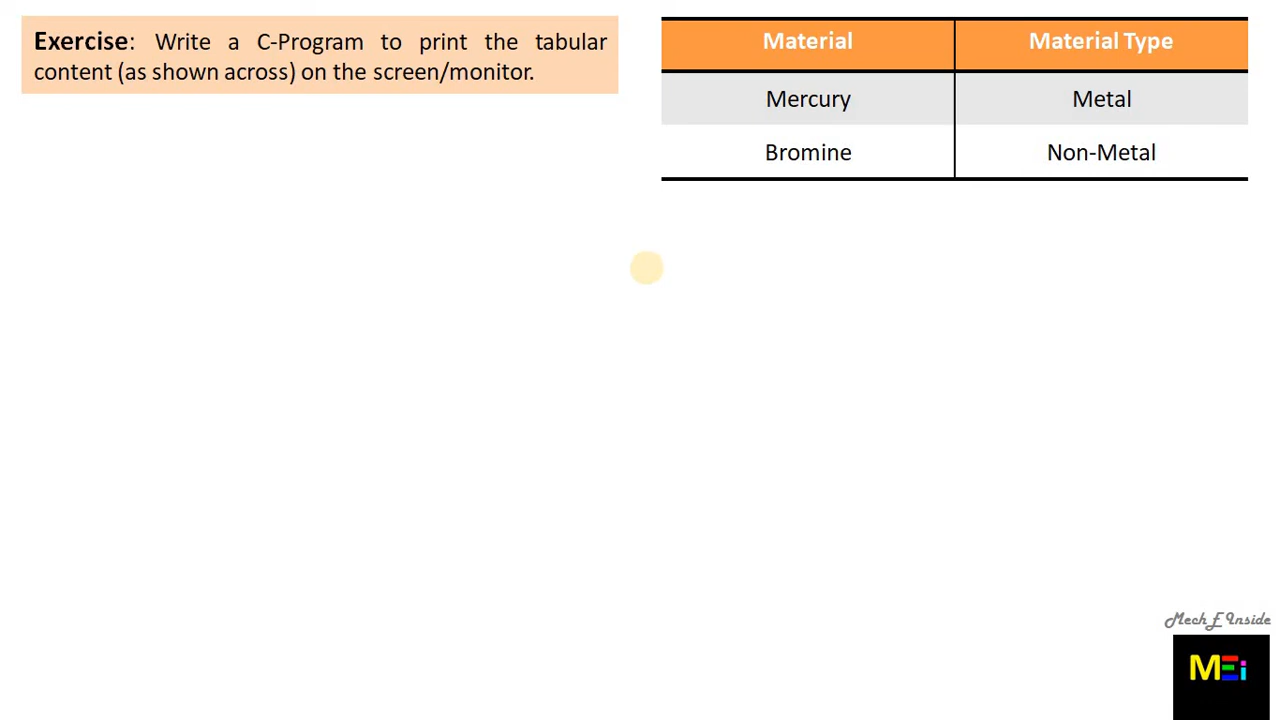 Exercise: Write a C-Program to print the tabular
content (as shown across) on the screen/monitor.
Material Material Type
Mercury Metal
Bromine Non-Metal
Mech E Inside
MEi